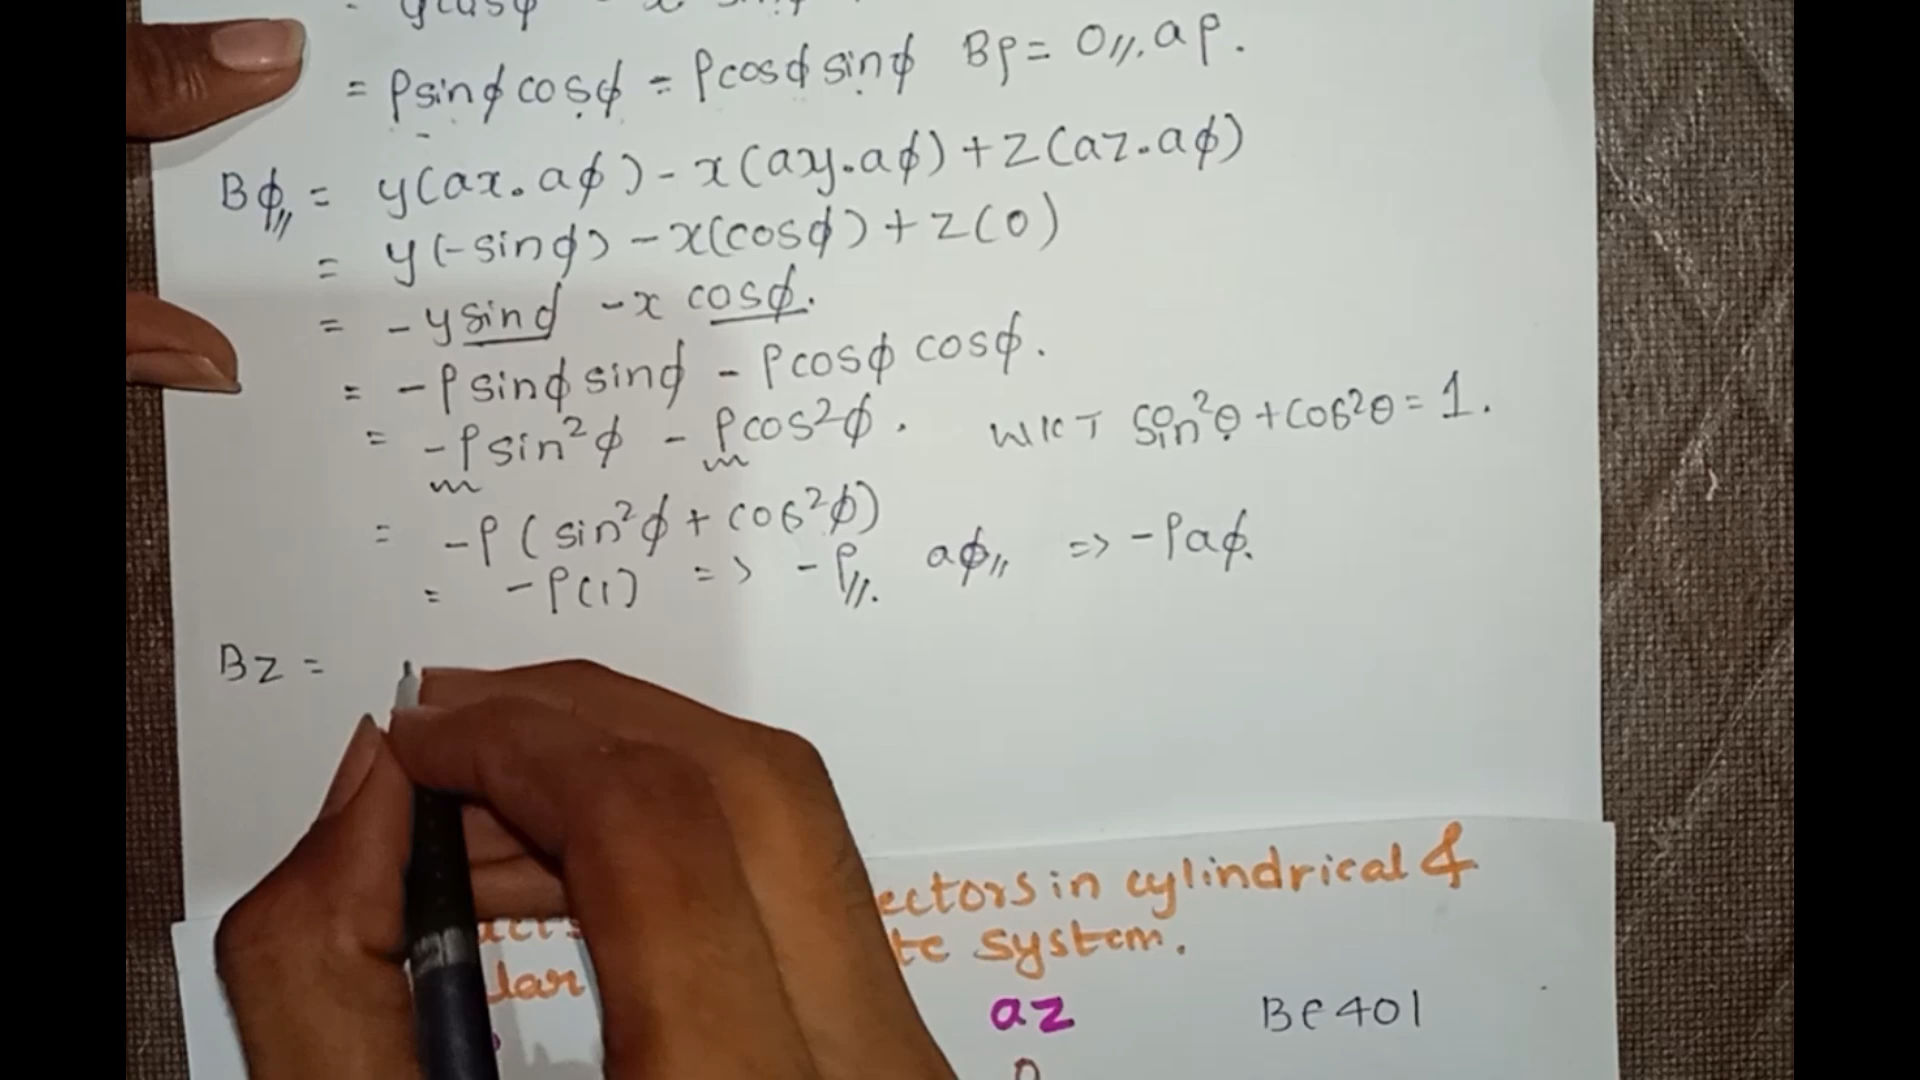 = ρsinϕ cosϕ = ρcosϕ sinϕ Bρ = 0//. aρ.
Bϕ// = y(ax.aϕ) - x(ay.aϕ) + z(az.aϕ)
= y(-sinϕ) - x(cosϕ) + z(0)
= -ysinϕ - x cosϕ.
= -ρsinϕ sinϕ - ρcosϕ cosϕ.
= -ρsin²ϕ - ρcos²ϕ. WKT sin²θ + cos²θ = 1.
= -ρ(sin²ϕ + cos²ϕ)
= -ρ(1) => -ρ//. aϕ// => -ρaϕ.
Bz =
ectors in cylindrical &
te system.
lar
az